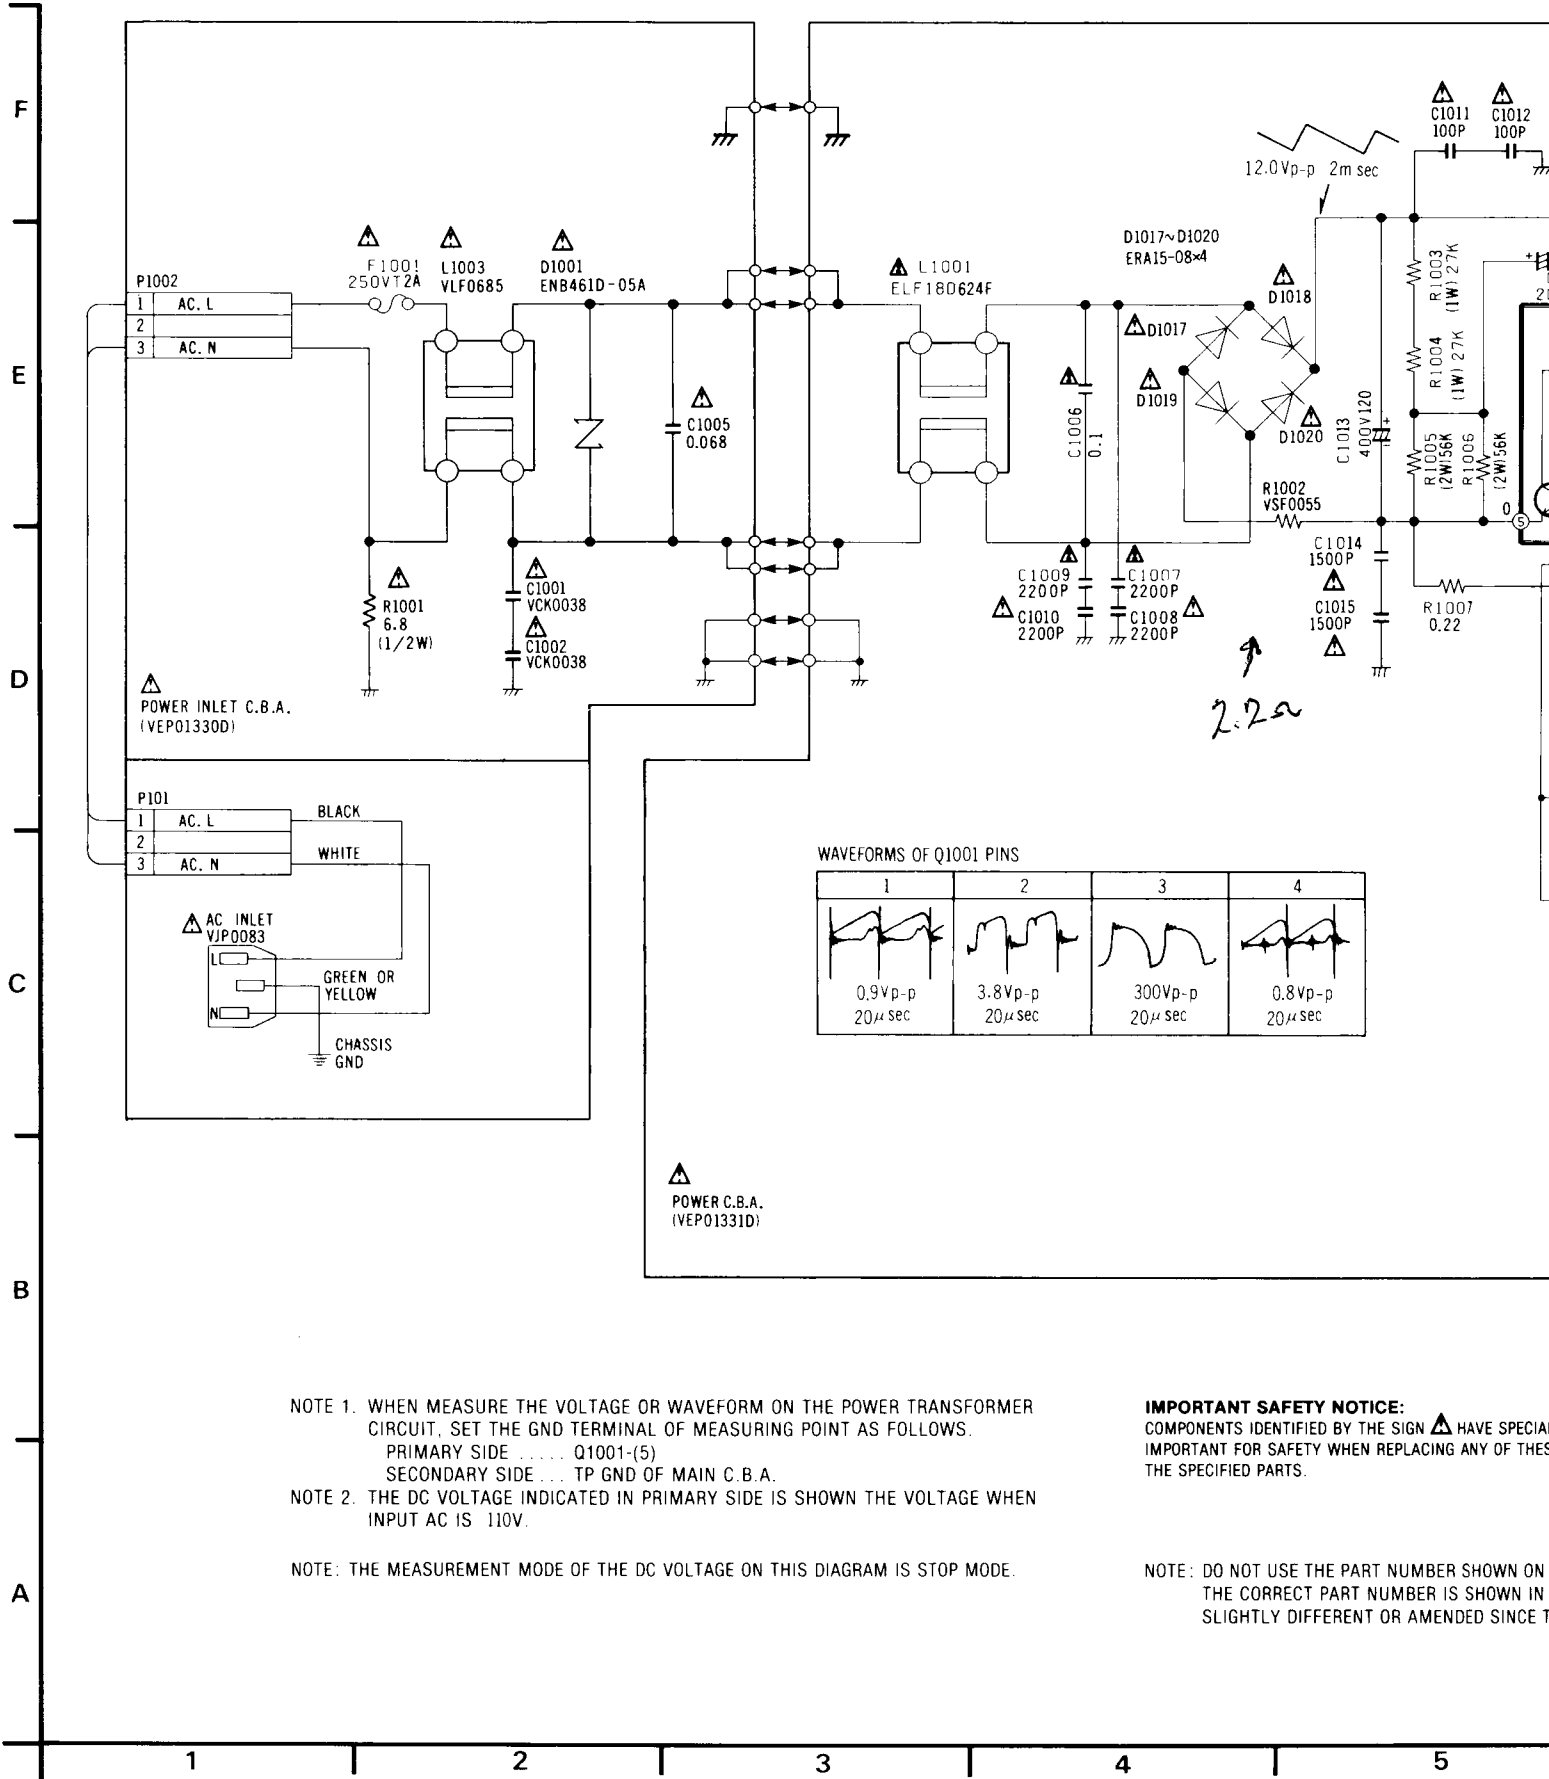 F
E
D
C
B
A
C1011
100P
C1012
100P
12.0Vp-p 2m sec
P1002
1 AC. L
2
3 AC. N
F1001
250VT2A
L1003
VLF0685
D1001
ENB461D-05A
C1005
0.068
R1001
6.8
(1/2W)
C1001
VCK0038
C1002
VCK0038
POWER INLET C.B.A.
(VEP01330D)
L1001
ELF18D624F
D1017~D1020
ERA15-08×4
D1018
D1017
D1019
D1020
C1006
0.1
C1013
400V120
+
R1003
(1W) 27K
R1004
(1W) 27K
R1005
(2W)56K
R1006
(2W)56K
+
0
5
R1002
VSF0055
C1009
2200P
C1010
2200P
C1007
2200P
C1008
2200P
C1014
1500P
C1015
1500P
R1007
0.22
2.2Ω
P101
1 AC. L
2
3 AC. N
BLACK
WHITE
AC INLET
VJP0083
L
N
GREEN OR
YELLOW
CHASSIS
GND
WAVEFORMS OF Q1001 PINS
1 2 3 4
0.9Vp-p 3.8Vp-p 300Vp-p 0.8Vp-p
20μsec 20μsec 20μsec 20μsec
POWER C.B.A.
(VEP01331D)
NOTE 1. WHEN MEASURE THE VOLTAGE OR WAVEFORM ON THE POWER TRANSFORMER
CIRCUIT, SET THE GND TERMINAL OF MEASURING POINT AS FOLLOWS.
PRIMARY SIDE ..... Q1001-(5)
SECONDARY SIDE ... TP GND OF MAIN C.B.A.
NOTE 2. THE DC VOLTAGE INDICATED IN PRIMARY SIDE IS SHOWN THE VOLTAGE WHEN
INPUT AC IS 110V.
NOTE: THE MEASUREMENT MODE OF THE DC VOLTAGE ON THIS DIAGRAM IS STOP MODE.
IMPORTANT SAFETY NOTICE:
COMPONENTS IDENTIFIED BY THE SIGN ⚠ HAVE SPECIAL
IMPORTANT FOR SAFETY WHEN REPLACING ANY OF THES
THE SPECIFIED PARTS.
NOTE: DO NOT USE THE PART NUMBER SHOWN ON
THE CORRECT PART NUMBER IS SHOWN IN
SLIGHTLY DIFFERENT OR AMENDED SINCE T
1 2 3 4 5